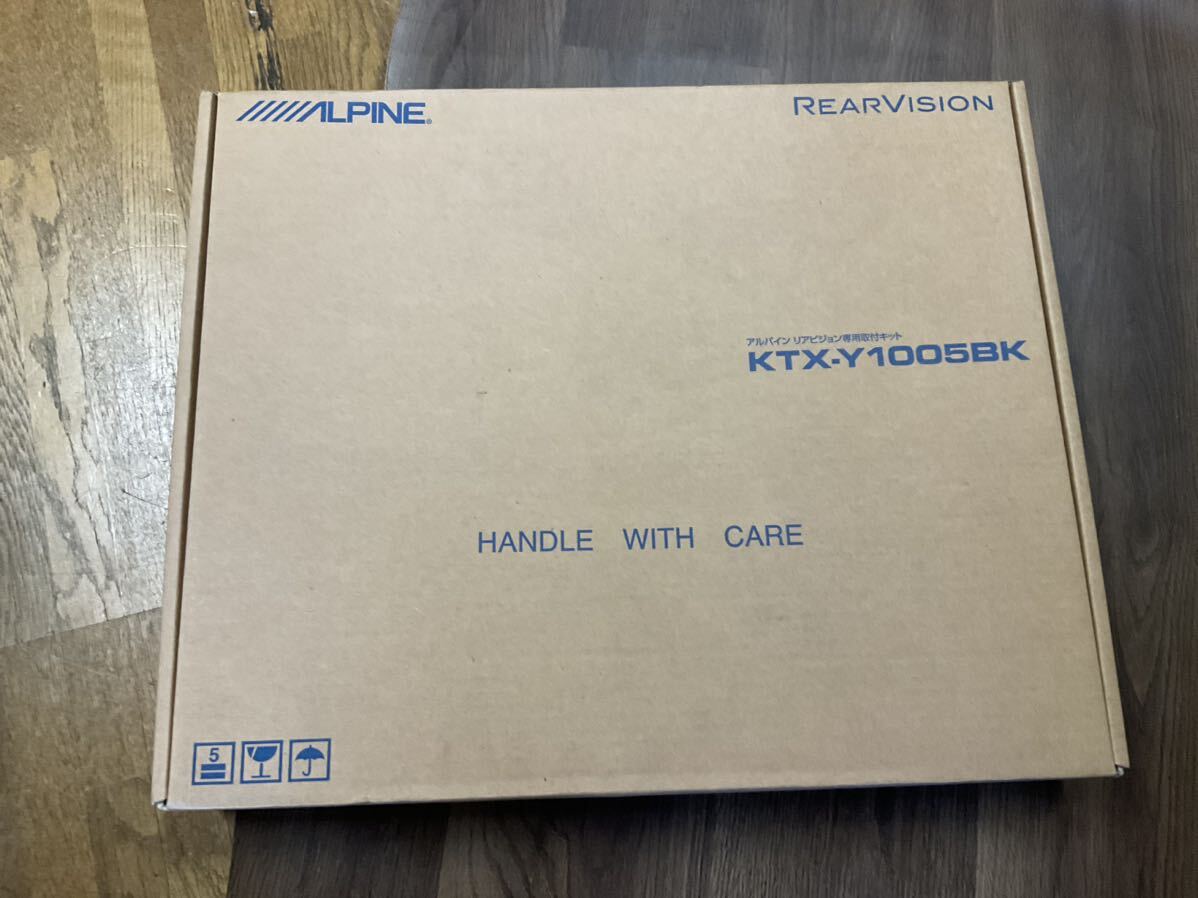 ALPINE®
REARVISION
アルパイン リアビジョン専用取付キット
KTX-Y1005BK
HANDLE WITH CARE
5